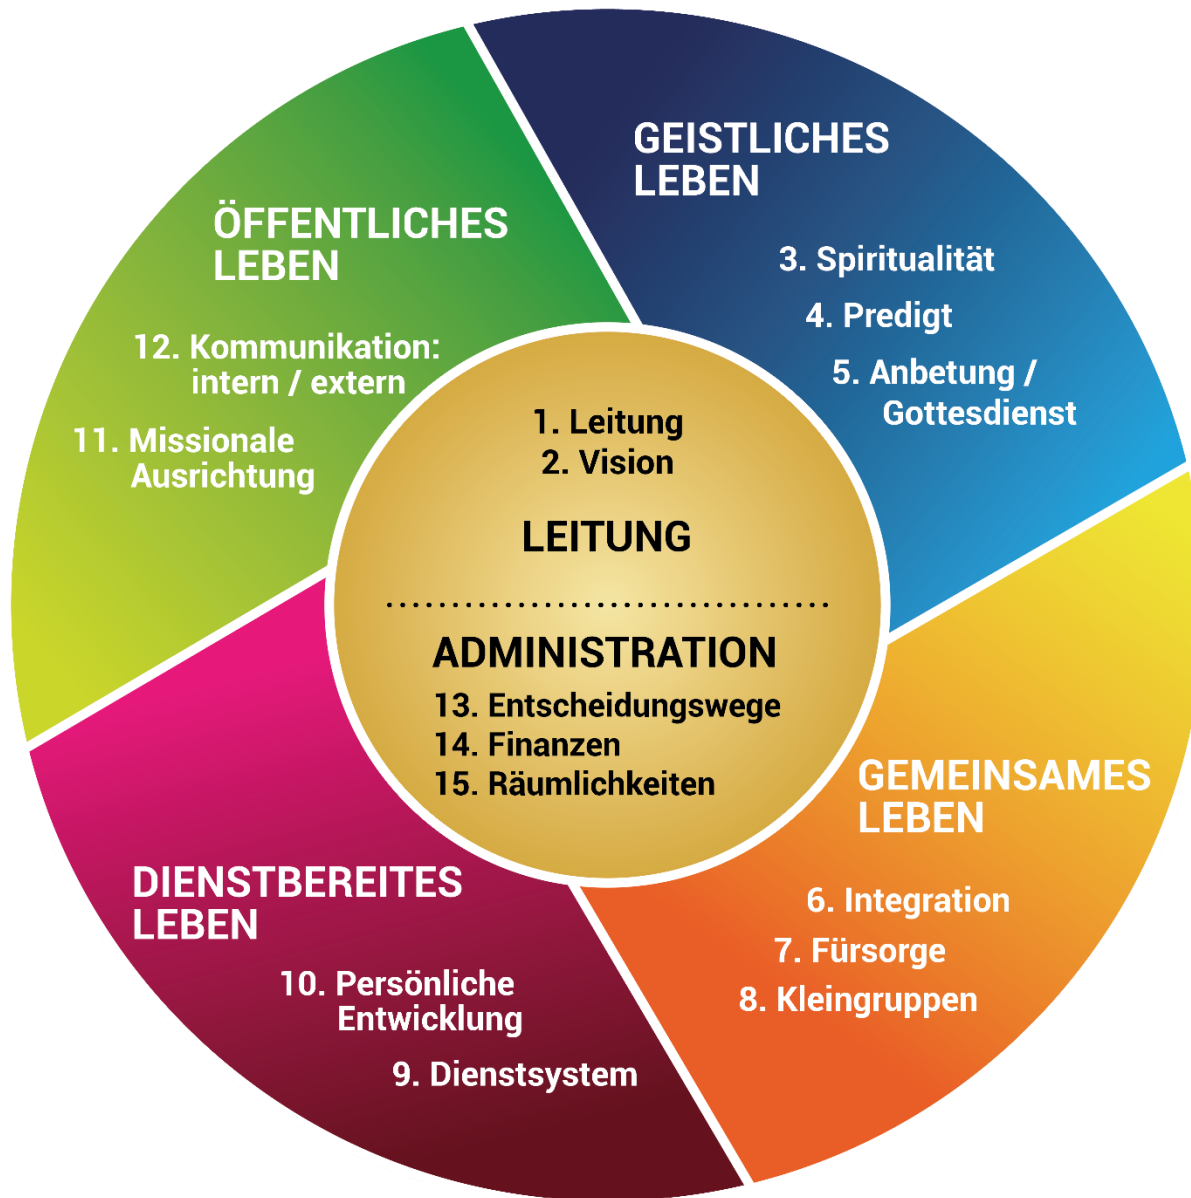 GEISTLICHES
LEBEN
3. Spiritualität
4. Predigt
5. Anbetung /
Gottesdienst
ÖFFENTLICHES
LEBEN
12. Kommunikation:
intern / extern
11. Missionale
Ausrichtung
1. Leitung
2. Vision
LEITUNG
ADMINISTRATION
13. Entscheidungswege
14. Finanzen
15. Räumlichkeiten
GEMEINSAMES
LEBEN
6. Integration
7. Fürsorge
8. Kleingruppen
DIENSTBEREITES
LEBEN
10. Persönliche
Entwicklung
9. Dienstsystem